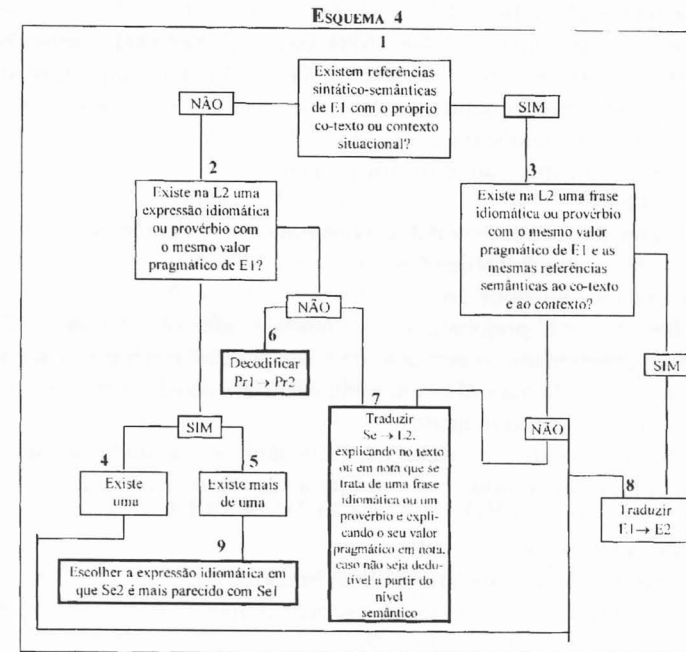 ESQUEMA 4
1
Existem referências
sintático-semânticas
de E1 com o próprio
co-texto ou contexto
situacional?
NÃO
SIM
2
Existe na L2 uma
expressão idiomática
ou provérbio com
o mesmo valor
pragmático de E1?
3
Existe na L2 uma frase
idiomática ou provérbio
com o mesmo valor
pragmático de E1 e as
mesmas referências
semânticas ao co-texto
e ao contexto?
NÃO
6
Decodificar
Pr1 → Pr2
SIM
7
Traduzir
Se → L2,
explicando no texto
ou em nota que se
trata de uma frase
idiomática ou um
provérbio e expli-
cando o seu valor
pragmático em nota,
caso não seja dedu-
tível a partir do
nível
semântico
NÃO
SIM
4
Existe
uma
5
Existe mais
de uma
8
Traduzir
E1 → E2
9
Escolher a expressão idiomática em
que Se2 é mais parecido com Se1